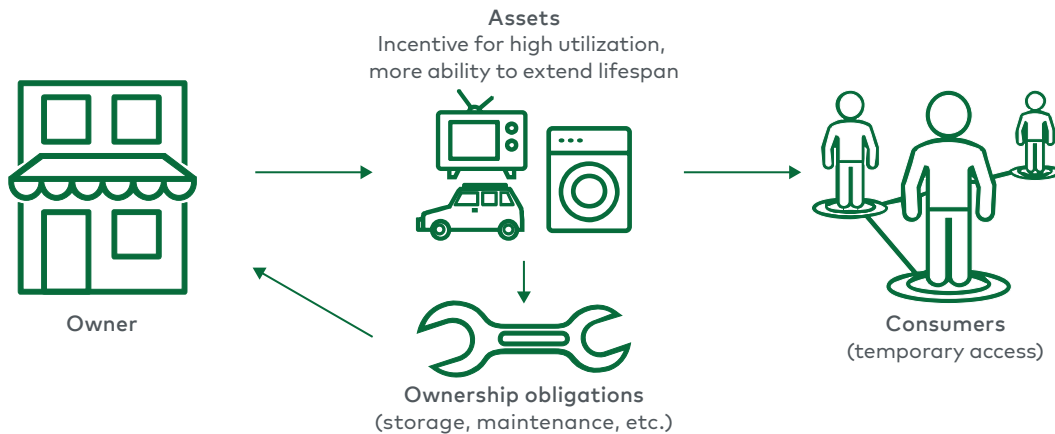 Assets
Incentive for high utilization,
more ability to extend lifespan
Owner
Ownership obligations
(storage, maintenance, etc.)
Consumers
(temporary access)